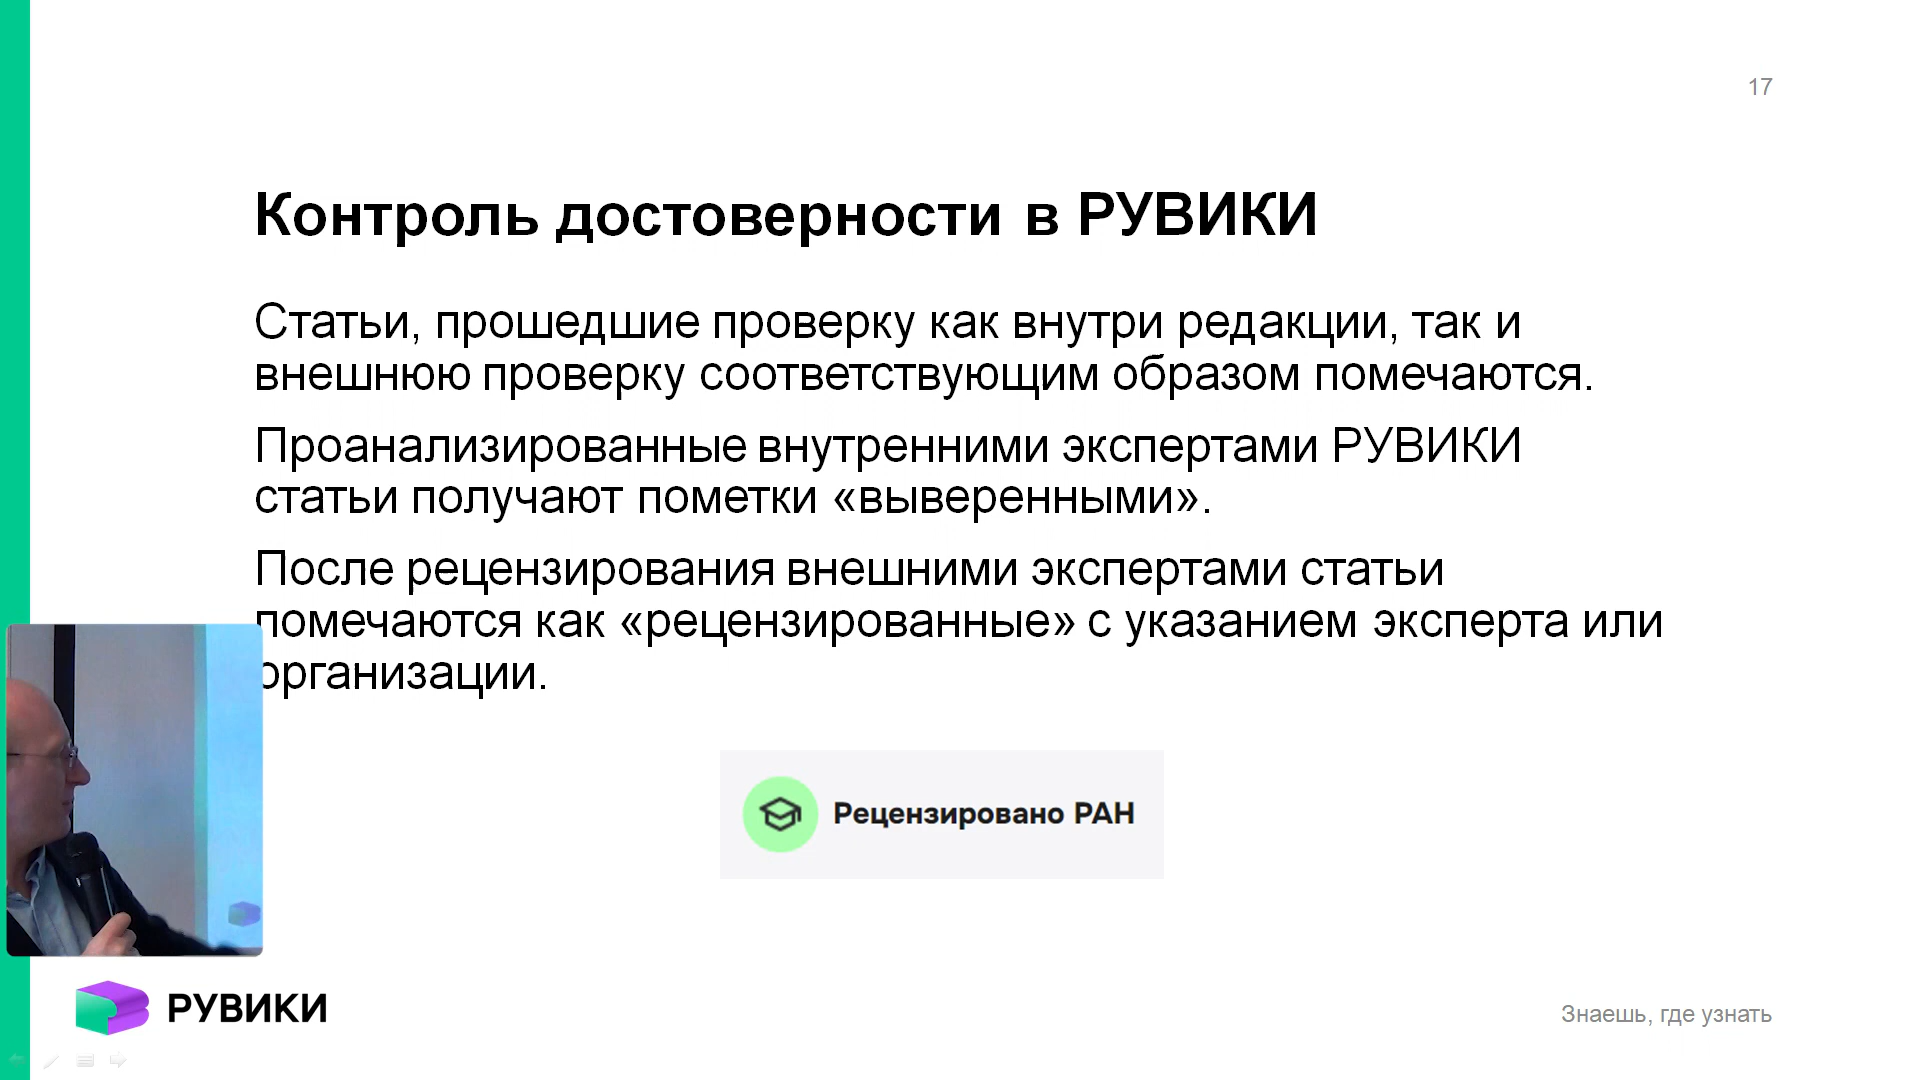 17
Контроль достоверности в РУВИКИ
Статьи, прошедшие проверку как внутри редакции, так и
внешнюю проверку соответствующим образом помечаются.
Проанализированные внутренними экспертами РУВИКИ
статьи получают пометки «выверенными».
После рецензирования внешними экспертами статьи
помечаются как «рецензированные» с указанием эксперта или
организации.
Рецензировано РАН
РУВИКИ
Знаешь, где узнать